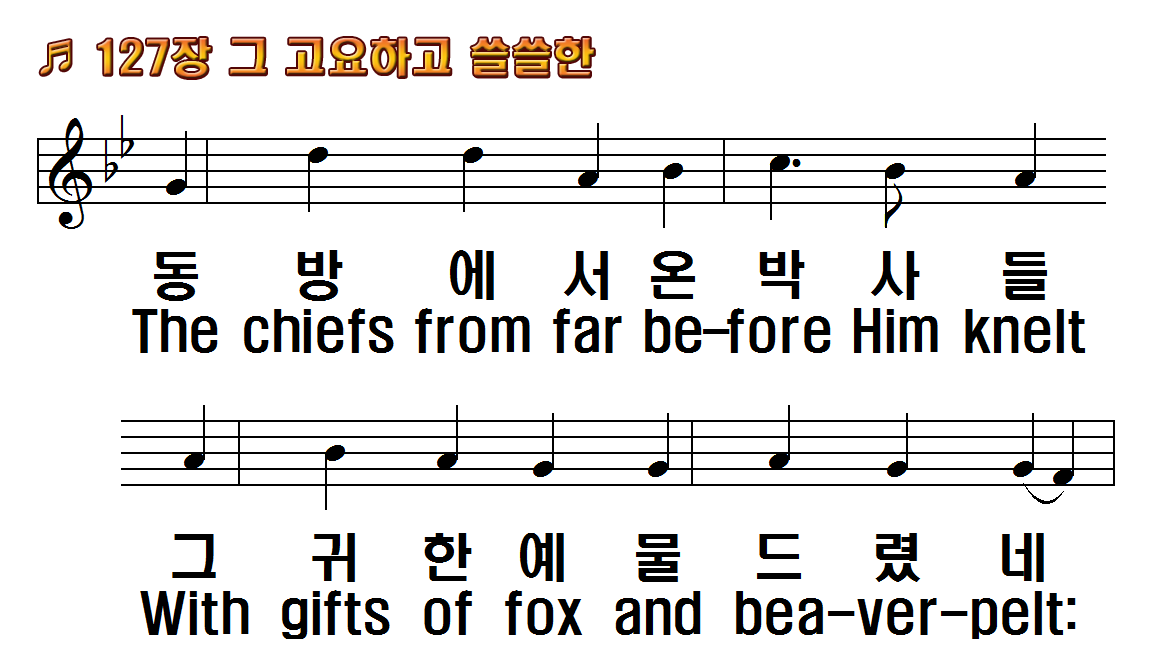 127장 그 고요하고 쓸쓸한
동 방 에 서 온 박 사 들
The chiefs from far be-fore Him knelt
그 귀 한 예 물 드 렸 네
With gifts of fox and bea-ver-pelt: